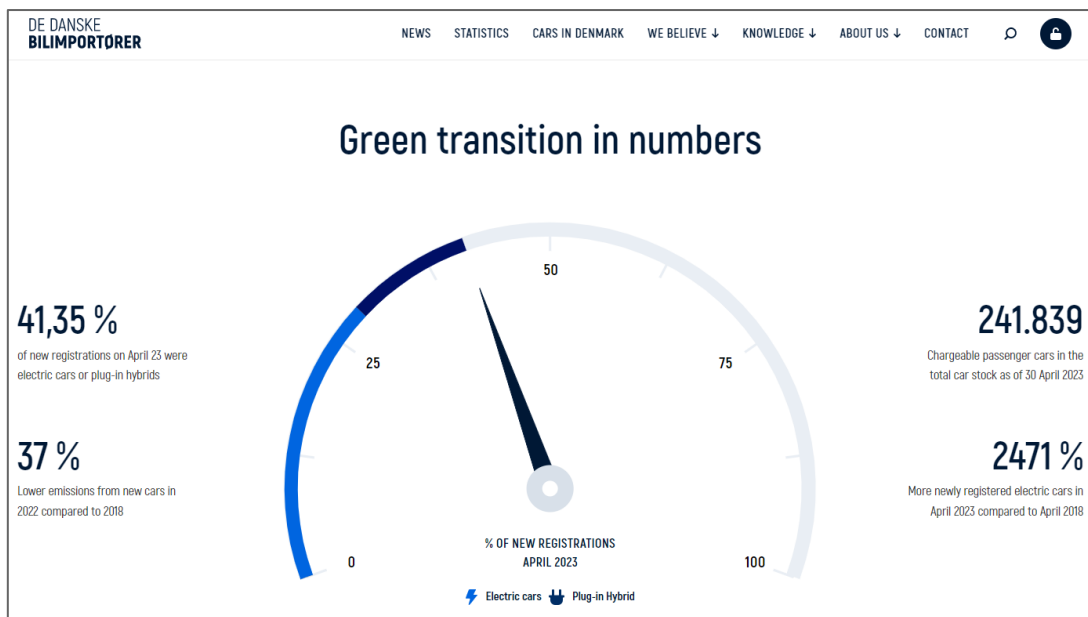 DE DANSKE
BILIMPORTØRER
NEWS STATISTICS CARS IN DENMARK WE BELIEVE ↓ KNOWLEDGE ↓ ABOUT US ↓ CONTACT
Green transition in numbers
41,35 %
of new registrations on April 23 were
electric cars or plug-in hybrids
37 %
Lower emissions from new cars in
2022 compared to 2018
0
25
50
75
100
% OF NEW REGISTRATIONS
APRIL 2023
Electric cars Plug-in Hybrid
241.839
Chargeable passenger cars in the
total car stock as of 30 April 2023
2471 %
More newly registered electric cars in
April 2023 compared to April 2018